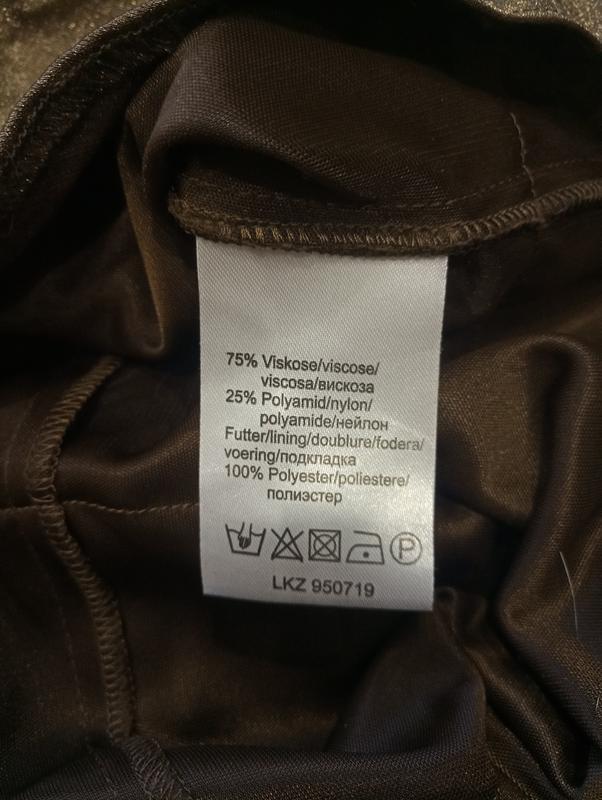 75% Viskose/viscose/
viscosa/вискоза
25% Polyamid/nylon/
polyamide/нейлон
Futter/lining/doublure/fodera/
voering/подкладка
100% Polyester/poliestere/
полиэстер
P
LKZ 950719